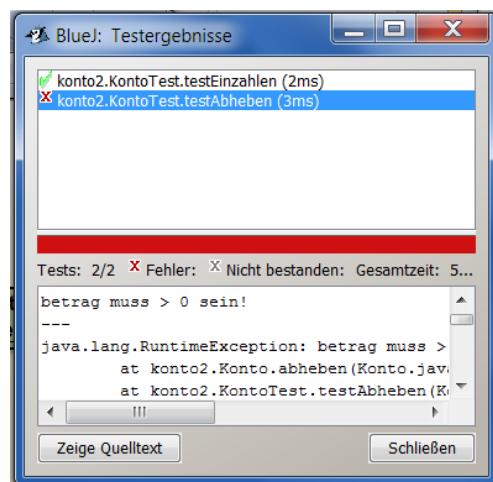 BlueJ: Testergebnisse
konto2.KontoTest.testEinzahlen (2ms)
konto2.KontoTest.testAbheben (3ms)
Tests: 2/2 Fehler: Nicht bestanden: Gesamtzeit: 5...
betrag muss > 0 sein!
---
java.lang.RuntimeException: betrag muss >
at konto2.Konto.abheben(Konto.java
at konto2.KontoTest.testAbheben(Ko
Zeige Quelltext Schließen